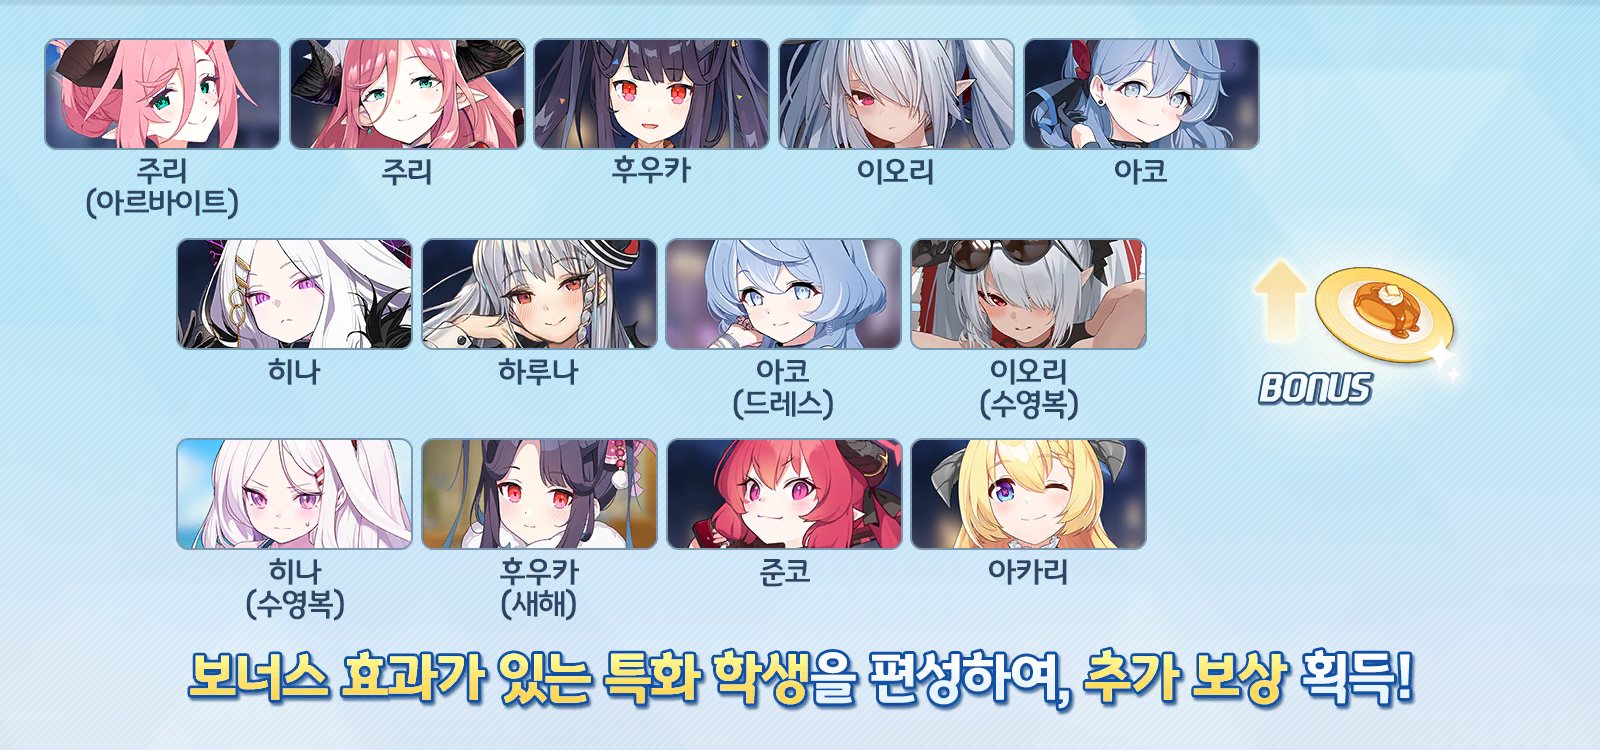 주리
(아르바이트)
주리
후우카
이오리
아코
히나
하루나
아코
(드레스)
이오리
(수영복)
BONUS
히나
(수영복)
후우카
(새해)
준코
아카리
보너스 효과가 있는 특화 학생을 편성하여, 추가 보상 획득!